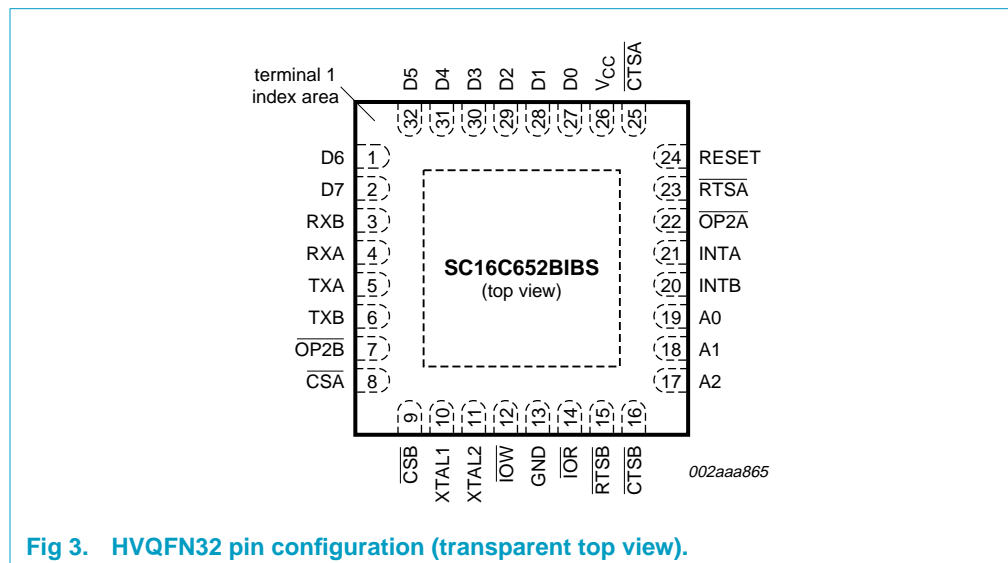 terminal 1
index area
D5
D4
D3
D2
D1
D0
VCC
CTSA
32
31
30
29
28
27
26
25
D6 1
D7 2
RXB 3
RXA 4
TXA 5
TXB 6
OP2B 7
CSA 8
SC16C652BIBS
(top view)
24 RESET
23 RTSA
22 OP2A
21 INTA
20 INTB
19 A0
18 A1
17 A2
9
10
11
12
13
14
15
16
CSB
XTAL1
XTAL2
IOW
GND
IOR
RTSB
CTSB
002aaa865
Fig 3. HVQFN32 pin configuration (transparent top view).